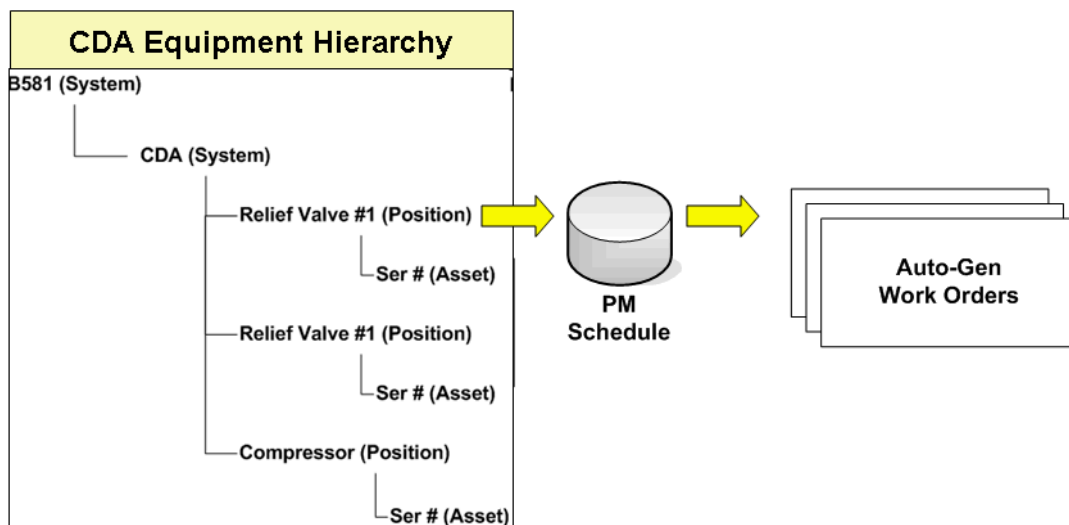 CDA Equipment Hierarchy
B581 (System)
CDA (System)
Relief Valve #1 (Position)
Ser # (Asset)
Relief Valve #1 (Position)
Ser # (Asset)
Compressor (Position)
Ser # (Asset)
PM
Schedule
Auto-Gen
Work Orders